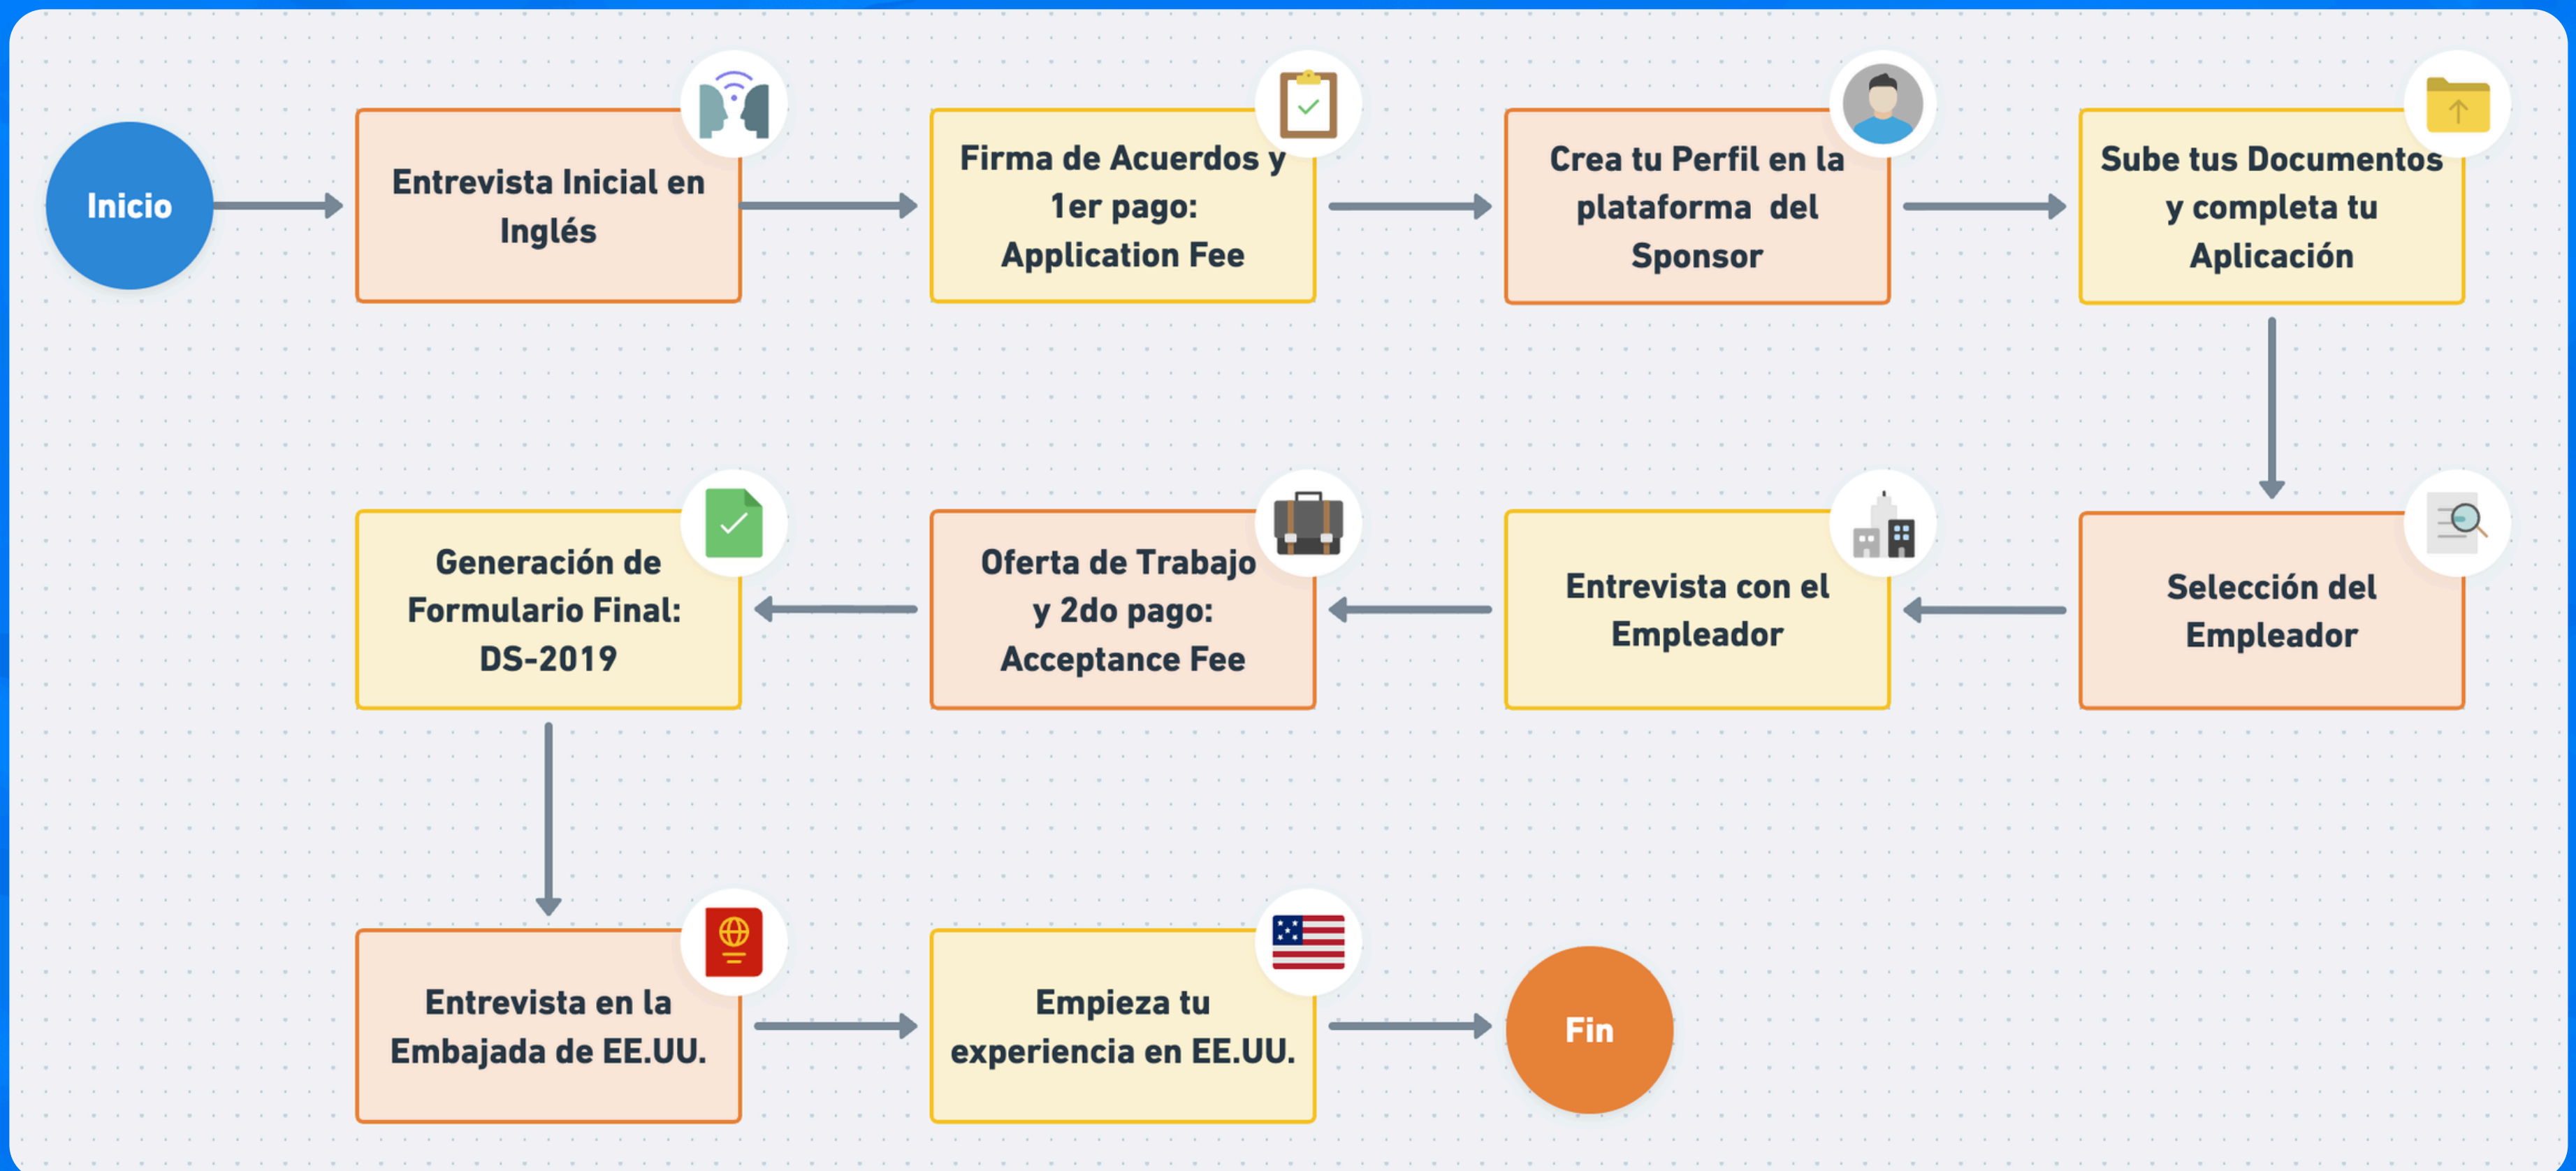 Inicio
Entrevista Inicial en
Inglés
Firma de Acuerdos y
1er pago:
Application Fee
Crea tu Perfil en la
plataforma del
Sponsor
Sube tus Documentos
y completa tu
Aplicación
Selección del
Empleador
Entrevista con el
Empleador
Oferta de Trabajo
y 2do pago:
Acceptance Fee
Generación de
Formulario Final:
DS-2019
Entrevista en la
Embajada de EE.UU.
Empieza tu
experiencia en EE.UU.
Fin